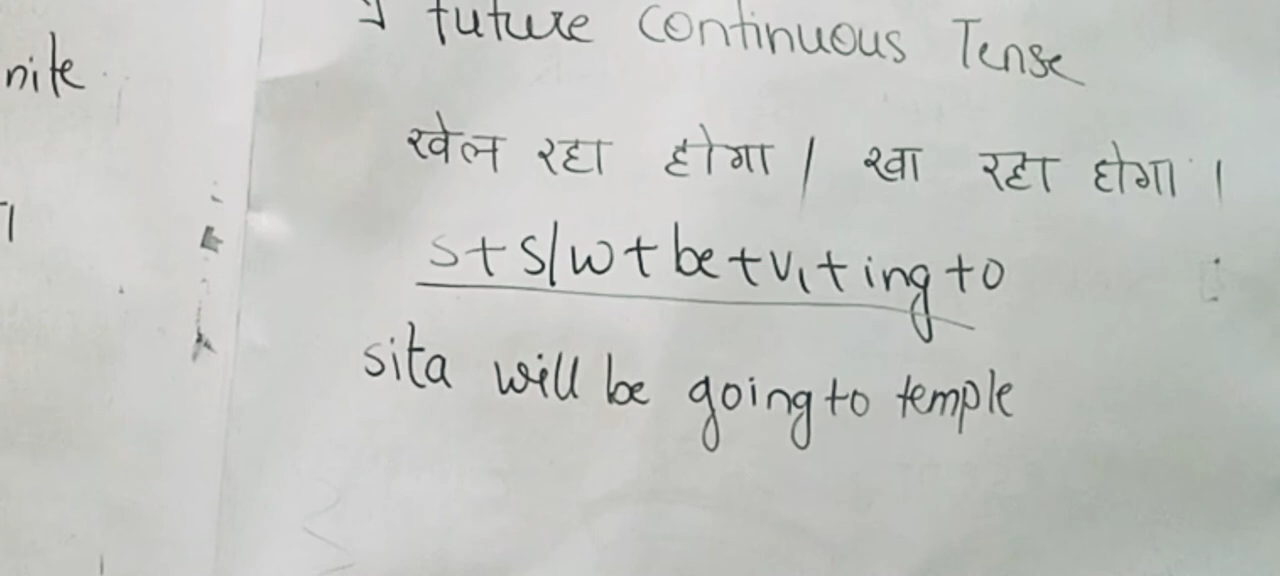 nite
future continuous Tense
खेल रहा होगा / खा रहा होगा ।
S+S/w+be+v1+ing+o
sita will be going to temple